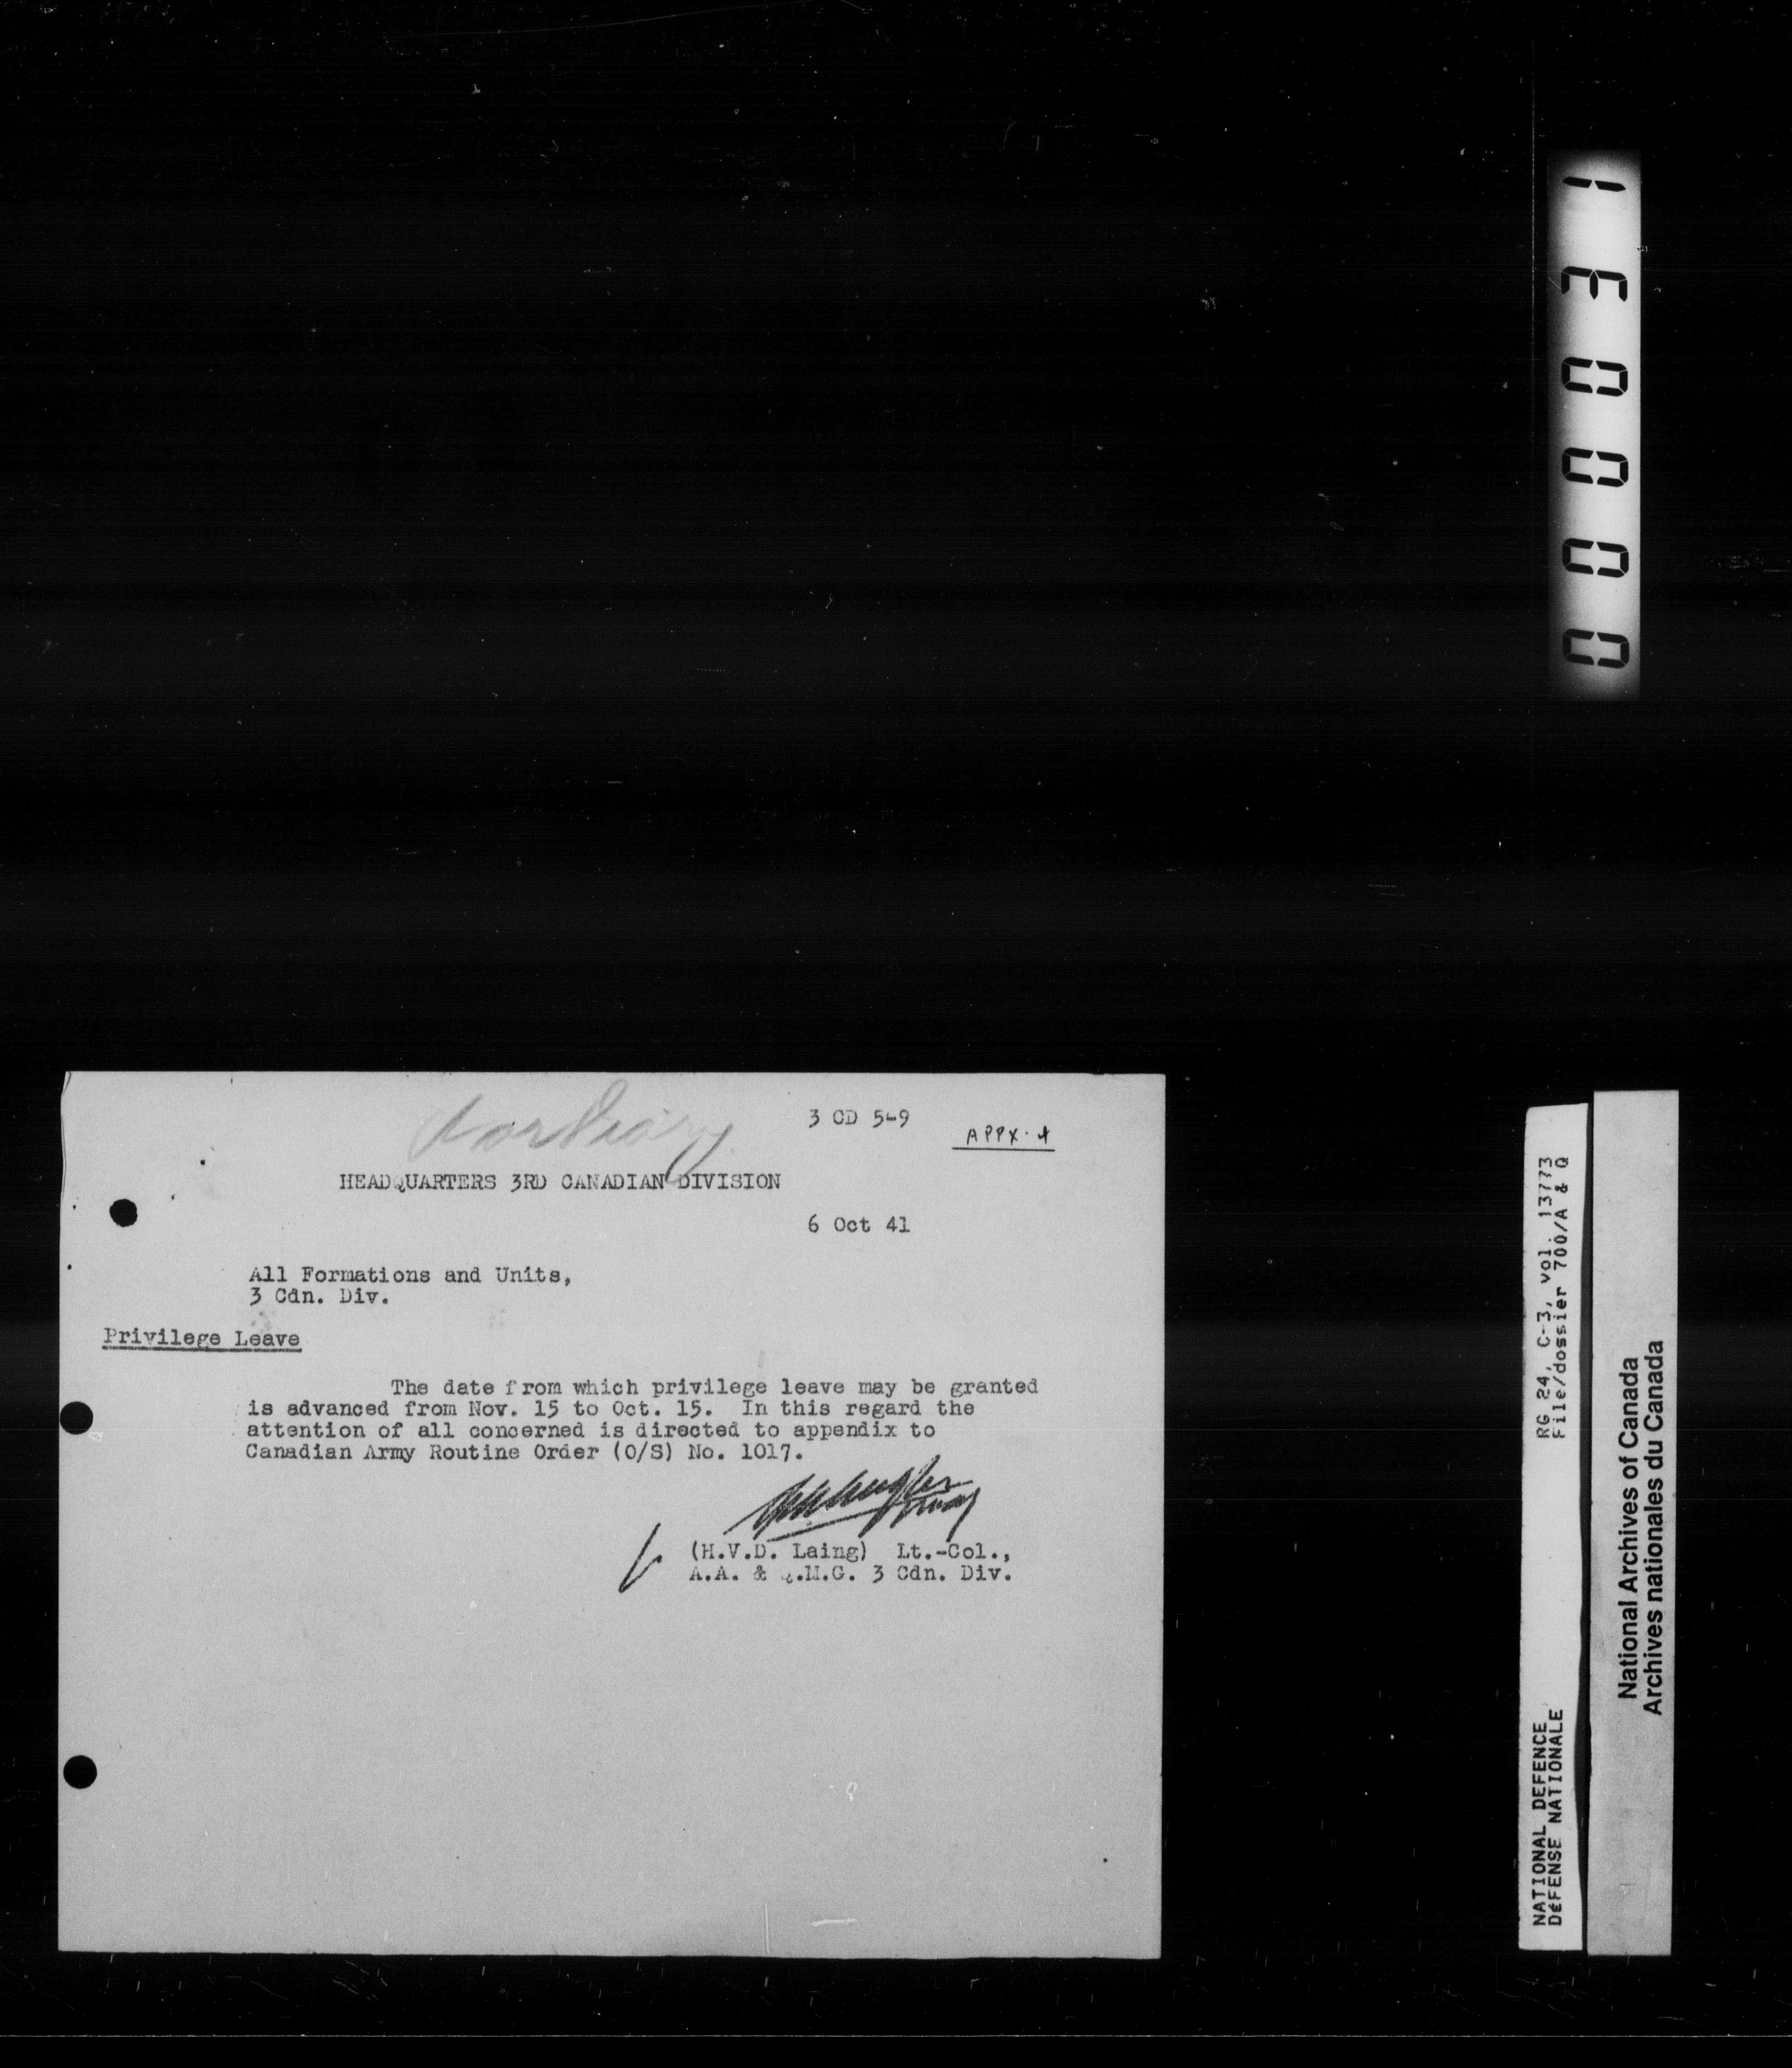 War Diary
3 CD 5-9
APPX. 4
HEADQUARTERS 3RD CANADIAN DIVISION
6 Oct 41
All Formations and Units,
3 Cdn. Div.
Privilege Leave
The date from which privilege leave may be granted
is advanced from Nov. 15 to Oct. 15. In this regard the
attention of all concerned is directed to appendix to
Canadian Army Routine Order (O/S) No. 1017.
(H.V.D. Laing) Lt.-Col.,
A.A. & Q.M.G. 3 Cdn. Div.
NATIONAL DEFENCE RG 24, C-3, vol. 13773
DéFENSE NATIONALE File/dossier 700/A & Q
National Archives of Canada
Archives nationales du Canada